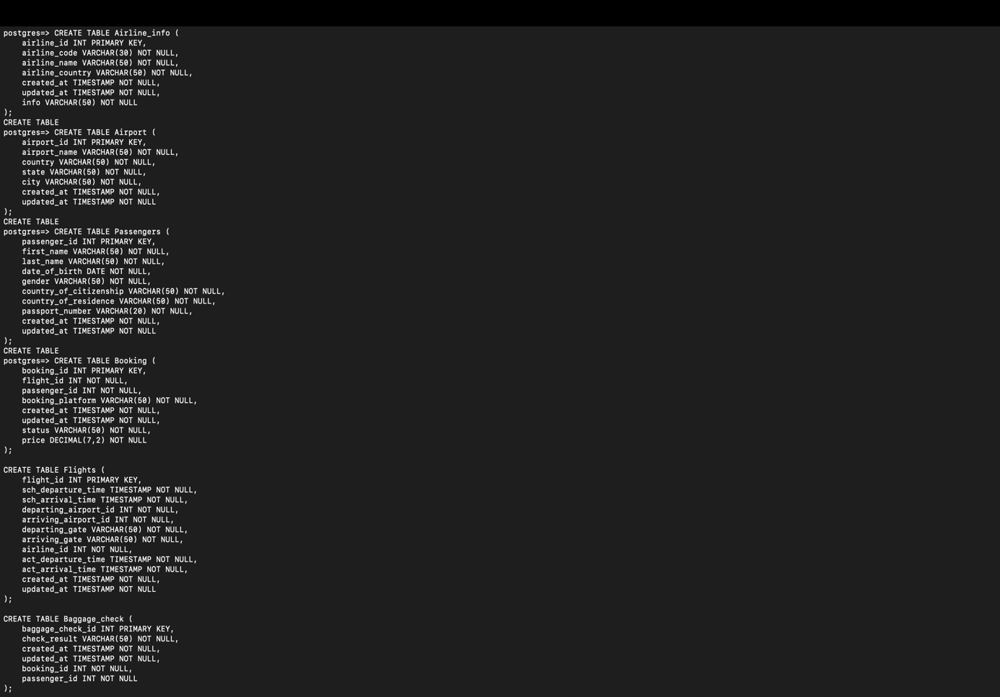 postgres=> CREATE TABLE Airline_info (
    airline_id INT PRIMARY KEY,
    airline_code VARCHAR(30) NOT NULL,
    airline_name VARCHAR(50) NOT NULL,
    airline_country VARCHAR(50) NOT NULL,
    created_at TIMESTAMP NOT NULL,
    updated_at TIMESTAMP NOT NULL,
    info VARCHAR(50) NOT NULL
);
CREATE TABLE
postgres=> CREATE TABLE Airport (
    airport_id INT PRIMARY KEY,
    airport_name VARCHAR(50) NOT NULL,
    country VARCHAR(50) NOT NULL,
    state VARCHAR(50) NOT NULL,
    city VARCHAR(50) NOT NULL,
    created_at TIMESTAMP NOT NULL,
    updated_at TIMESTAMP NOT NULL
);
CREATE TABLE
postgres=> CREATE TABLE Passengers (
    passenger_id INT PRIMARY KEY,
    first_name VARCHAR(50) NOT NULL,
    last_name VARCHAR(50) NOT NULL,
    date_of_birth DATE NOT NULL,
    gender VARCHAR(50) NOT NULL,
    country_of_citizenship VARCHAR(50) NOT NULL,
    country_of_residence VARCHAR(50) NOT NULL,
    passport_number VARCHAR(20) NOT NULL,
    created_at TIMESTAMP NOT NULL,
    updated_at TIMESTAMP NOT NULL
);
CREATE TABLE
postgres=> CREATE TABLE Booking (
    booking_id INT PRIMARY KEY,
    flight_id INT NOT NULL,
    passenger_id INT NOT NULL,
    booking_platform VARCHAR(50) NOT NULL,
    created_at TIMESTAMP NOT NULL,
    updated_at TIMESTAMP NOT NULL,
    status VARCHAR(50) NOT NULL,
    price DECIMAL(7,2) NOT NULL
);

CREATE TABLE Flights (
    flight_id INT PRIMARY KEY,
    sch_departure_time TIMESTAMP NOT NULL,
    sch_arrival_time TIMESTAMP NOT NULL,
    departing_airport_id INT NOT NULL,
    arriving_airport_id INT NOT NULL,
    departing_gate VARCHAR(50) NOT NULL,
    arriving_gate VARCHAR(50) NOT NULL,
    airline_id INT NOT NULL,
    act_departure_time TIMESTAMP NOT NULL,
    act_arrival_time TIMESTAMP NOT NULL,
    created_at TIMESTAMP NOT NULL,
    updated_at TIMESTAMP NOT NULL
);

CREATE TABLE Baggage_check (
    baggage_check_id INT PRIMARY KEY,
    check_result VARCHAR(50) NOT NULL,
    created_at TIMESTAMP NOT NULL,
    updated_at TIMESTAMP NOT NULL,
    booking_id INT NOT NULL,
    passenger_id INT NOT NULL
);